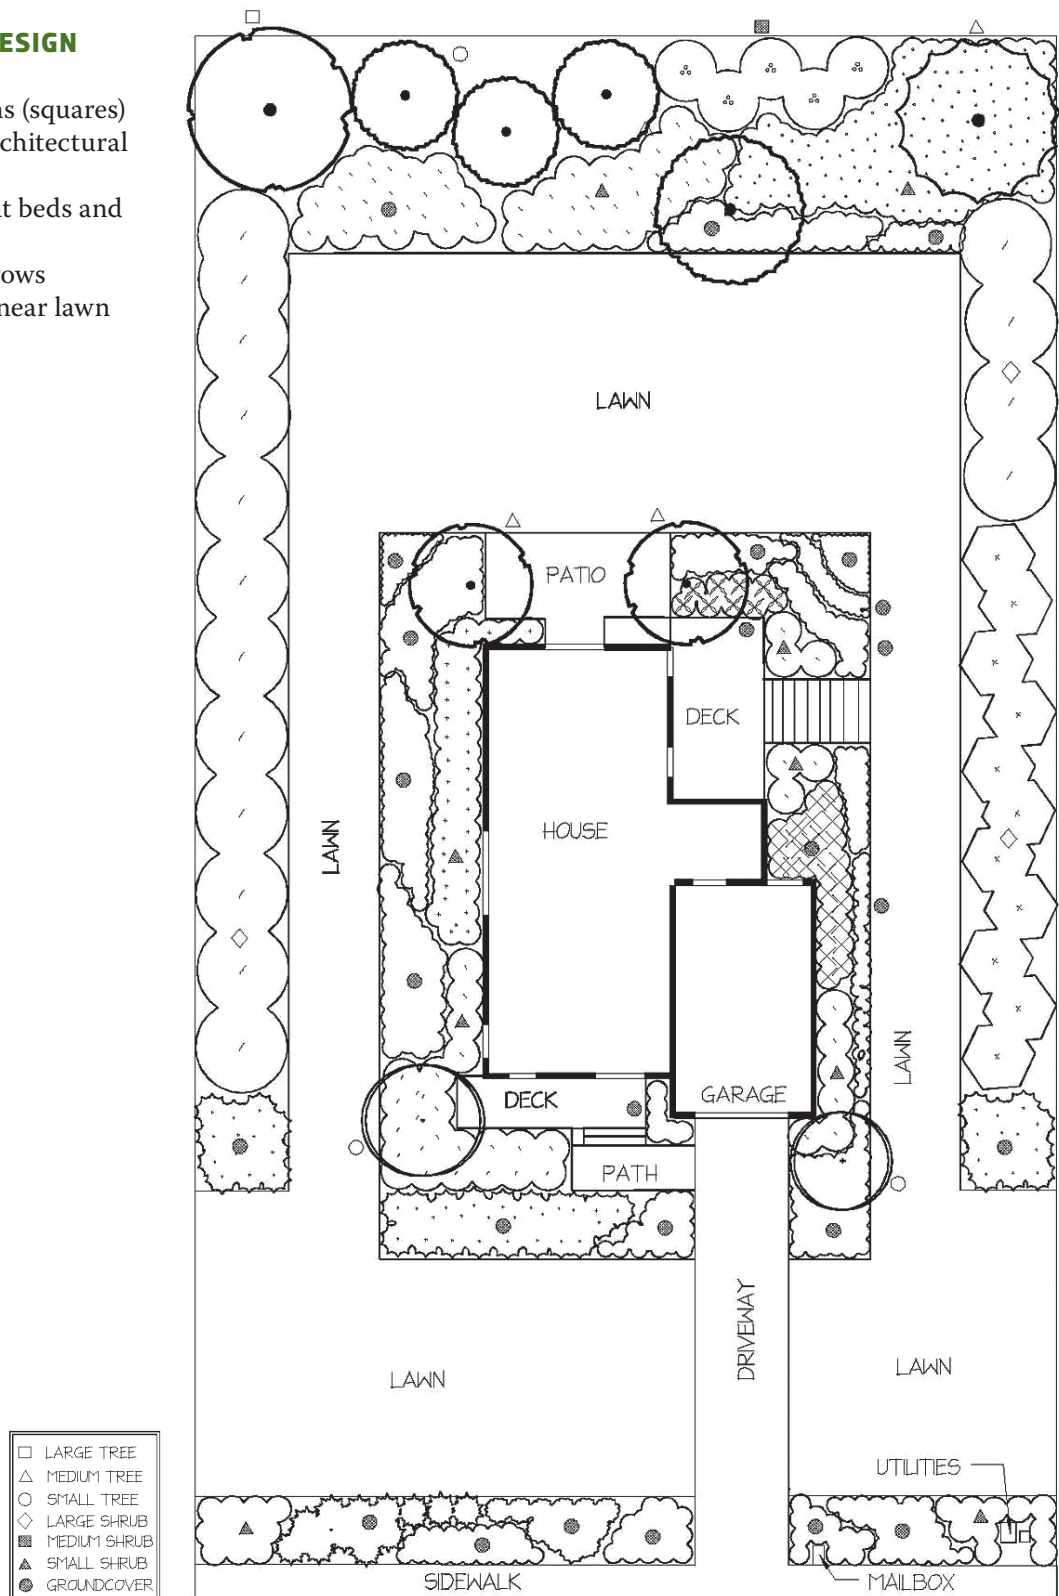 ESIGN
s (squares)
chitectural
t beds and
ows
near lawn
LAWN
PATIO
DECK
HOUSE
LAWN
LAWN
DECK
GARAGE
PATH
DRIVEWAY
LAWN
LAWN
UTILITIES
LARGE TREE
MEDIUM TREE
SMALL TREE
LARGE SHRUB
MEDIUM SHRUB
SMALL SHRUB
GROUNDCOVER
SIDEWALK
MAILBOX